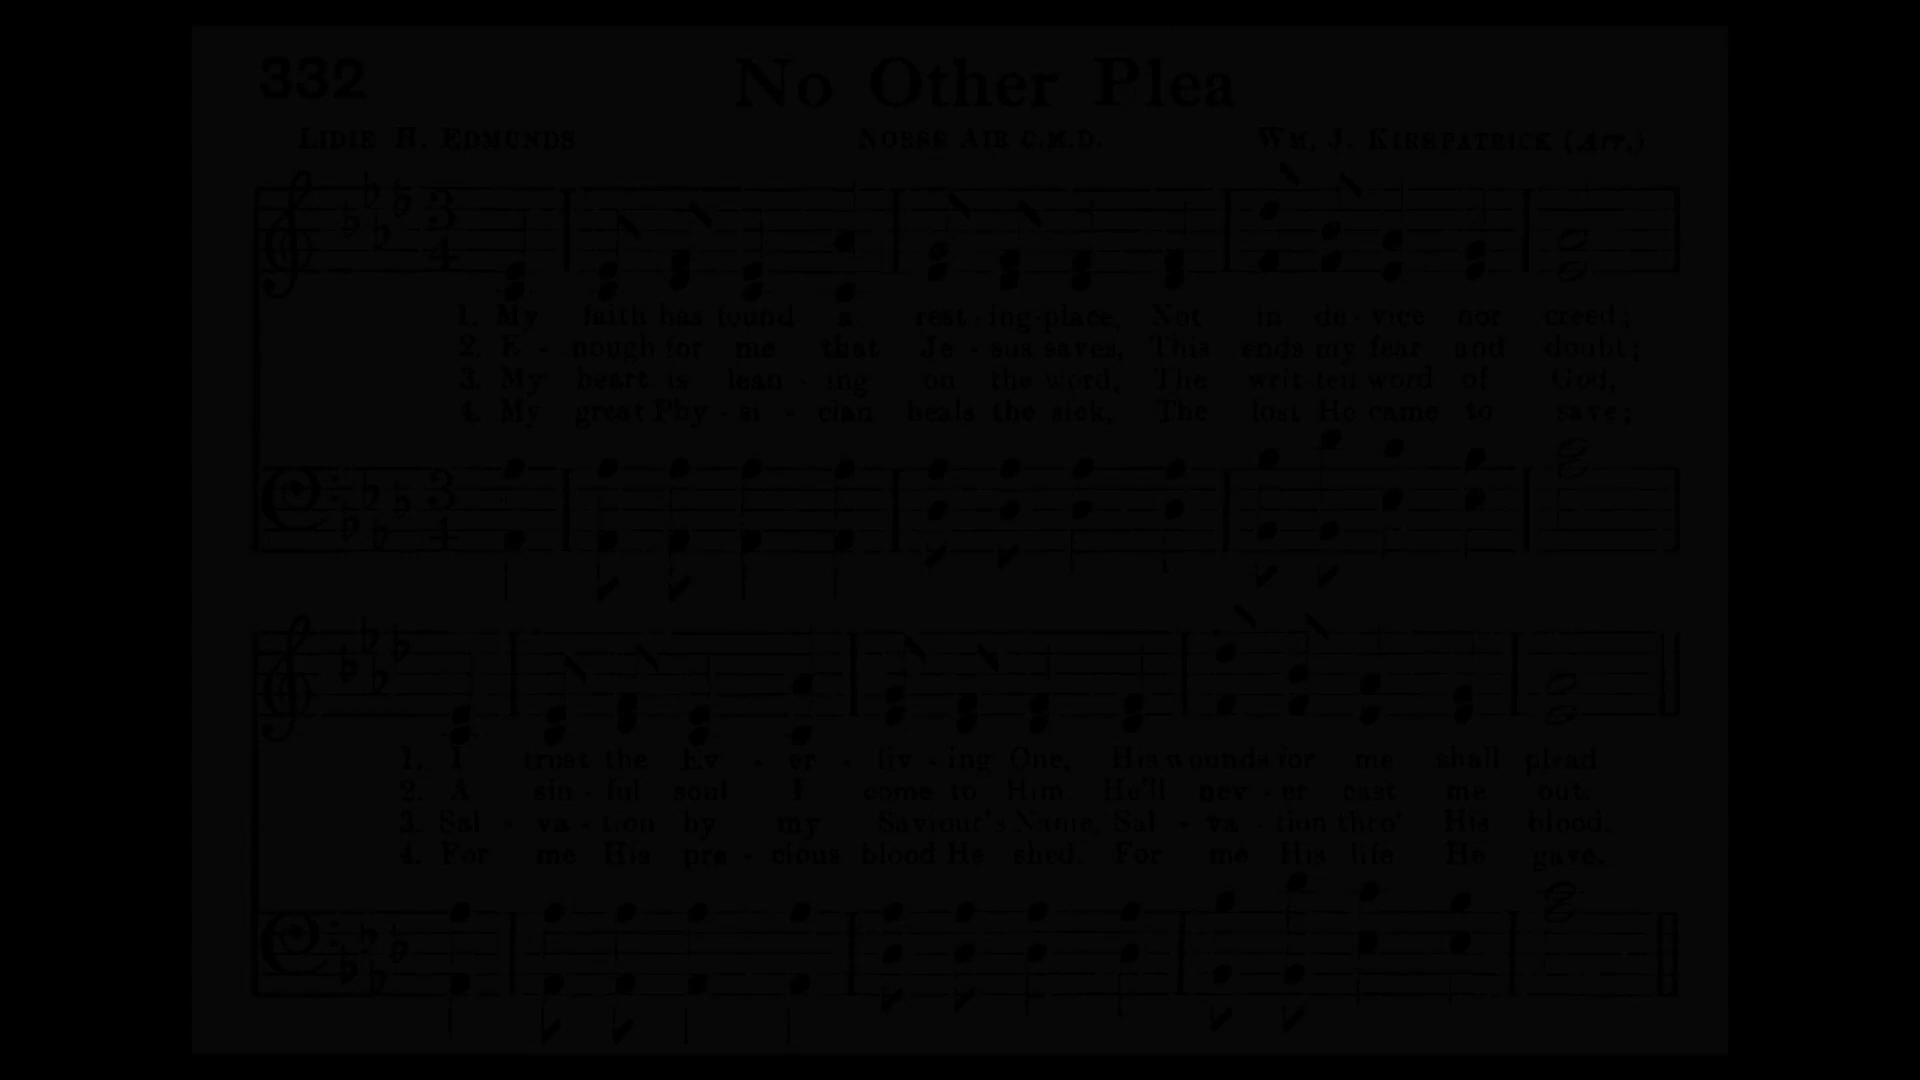 332
No Other Plea
LIDIE H. EDMUNDS NORSE AIR C.M.D. WM. J. KIRKPATRICK (Arr.)
3
4
1. My faith has found a rest-ing-place, Not in de-vice nor creed;
2. E-nough for me that Je-sus saves, This ends my fear and doubt;
3. My heart is lean-ing on the word, The writ-ten word of God,
4. My great Phy-si-cian heals the sick, The lost He came to save;
3
4
1. I trust the Ev-er-liv-ing One, His wounds for me shall plead
2. A sin-ful soul I come to Him He'll nev-er cast me out.
3. Sal-va-tion by my Saviour's Name, Sal-va-tion thro' His blood.
4. For me His pre-cious blood He shed. For me His life He gave.